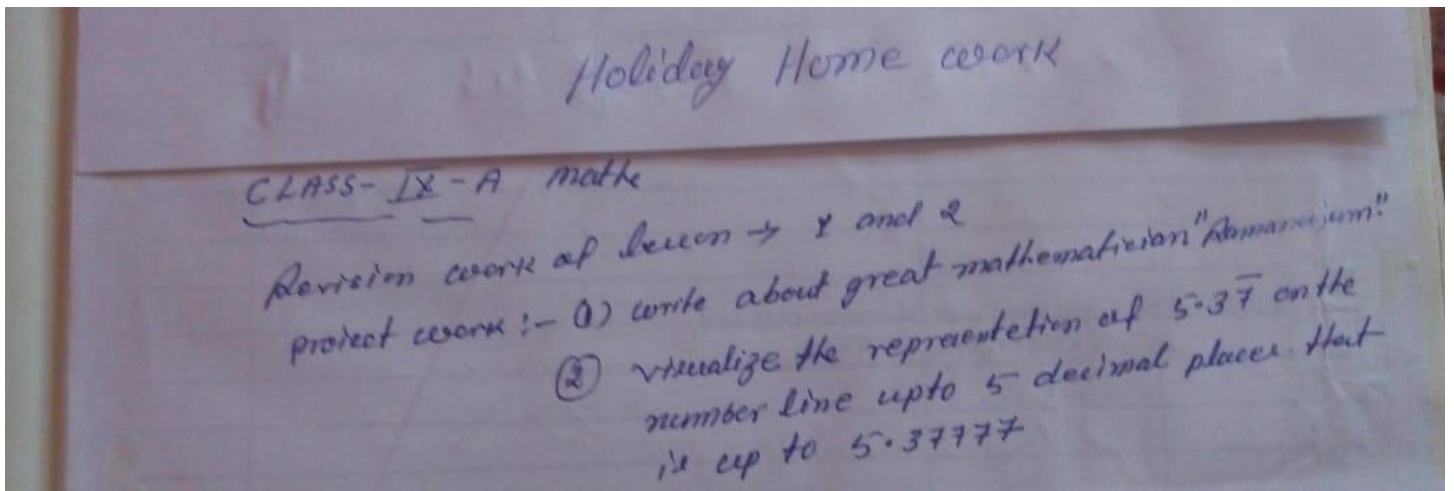 Holiday Home work
CLASS- IX - A maths
Revision work of lesson → 1 and 2
project work :- (1) write about great mathematician "Ramanujum."
(2) visualize the representation of 5.37̅ on the
number line upto 5 decimal places that
is up to 5.37777